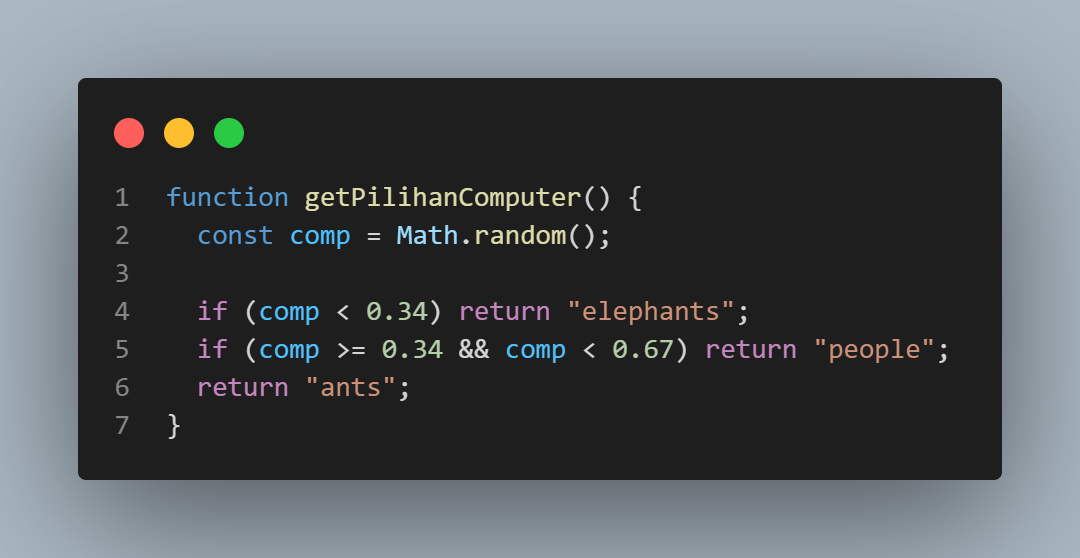 1 function getPilihanComputer() {
2   const comp = Math.random();
3
4   if (comp < 0.34) return "elephants";
5   if (comp >= 0.34 && comp < 0.67) return "people";
6   return "ants";
7 }